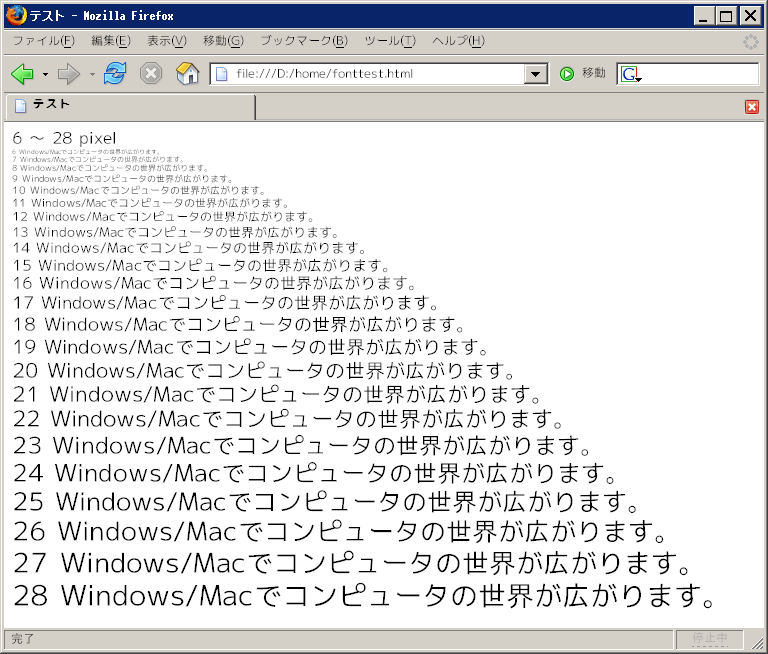 テスト - Mozilla Firefox
ファイル(F) 編集(E) 表示(V) 移動(G) ブックマーク(B) ツール(T) ヘルプ(H)
file:///D:/home/fonttest.html 移動 G
テスト
6 ～ 28 pixel
6 Windows/Macでコンピュータの世界が広がります。
7 Windows/Macでコンピュータの世界が広がります。
8 Windows/Macでコンピュータの世界が広がります。
9 Windows/Macでコンピュータの世界が広がります。
10 Windows/Macでコンピュータの世界が広がります。
11 Windows/Macでコンピュータの世界が広がります。
12 Windows/Macでコンピュータの世界が広がります。
13 Windows/Macでコンピュータの世界が広がります。
14 Windows/Macでコンピュータの世界が広がります。
15 Windows/Macでコンピュータの世界が広がります。
16 Windows/Macでコンピュータの世界が広がります。
17 Windows/Macでコンピュータの世界が広がります。
18 Windows/Macでコンピュータの世界が広がります。
19 Windows/Macでコンピュータの世界が広がります。
20 Windows/Macでコンピュータの世界が広がります。
21 Windows/Macでコンピュータの世界が広がります。
22 Windows/Macでコンピュータの世界が広がります。
23 Windows/Macでコンピュータの世界が広がります。
24 Windows/Macでコンピュータの世界が広がります。
25 Windows/Macでコンピュータの世界が広がります。
26 Windows/Macでコンピュータの世界が広がります。
27 Windows/Macでコンピュータの世界が広がります。
28 Windows/Macでコンピュータの世界が広がります。
完了 停止中